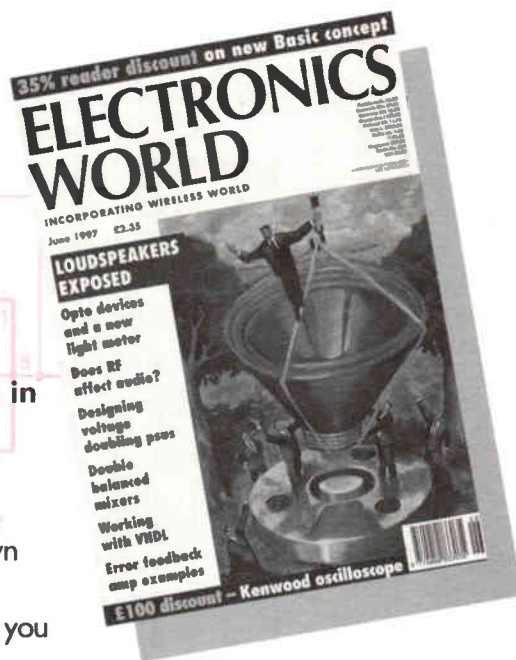 35% reader discount on new Basic concept
ELECTRONICS
WORLD
INCORPORATING WIRELESS WORLD
June 1997 £2.35
LOUDSPEAKERS
EXPOSED
Opto devices
and a new
light meter
Does RF
affect audio?
Designing
voltage
doubling psus
Double
balanced
mixers
Working
with VHDL
Error feedback
amp examples
£100 discount – Kenwood oscilloscope
in
you